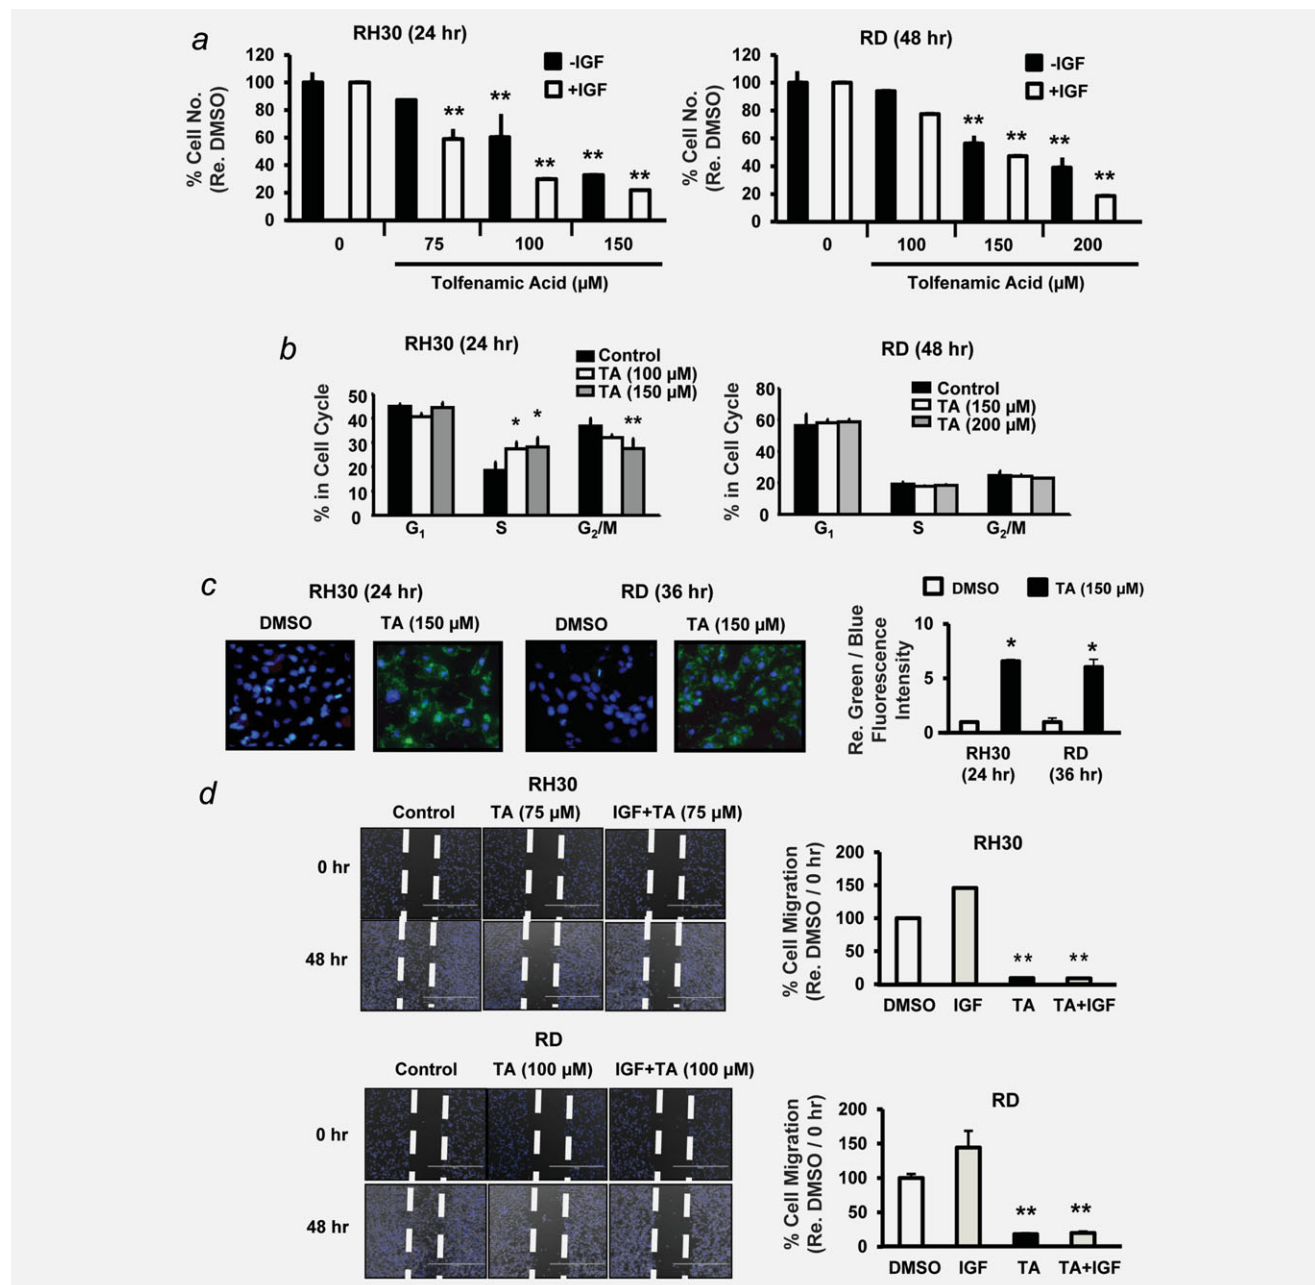 a
RH30 (24 hr)
% Cell No.
(Re. DMSO)
120
100
80
60
40
20
0
-IGF
+IGF
**
**
**
**
**
0
75
100
150
Tolfenamic Acid (µM)
RD (48 hr)
% Cell No.
(Re. DMSO)
120
100
80
60
40
20
0
-IGF
+IGF
**
**
**
**
0
100
150
200
Tolfenamic Acid (µM)
b
RH30 (24 hr)
% in Cell Cycle
50
40
30
20
10
0
Control
TA (100 µM)
TA (150 µM)
*
*
**
G₁
S
G₂/M
RD (48 hr)
% in Cell Cycle
80
60
40
20
0
Control
TA (150 µM)
TA (200 µM)
G₁
S
G₂/M
c
RH30 (24 hr)
RD (36 hr)
DMSO
TA (150 µM)
DMSO
TA (150 µM)
DMSO
TA (150 µM)
Re. Green / Blue
Fluorescence
Intensity
10
5
0
*
*
RH30
(24 hr)
RD
(36 hr)
d
RH30
Control
TA (75 µM)
IGF+TA (75 µM)
0 hr
48 hr
RH30
% Cell Migration
(Re. DMSO / 0 hr)
200
150
100
50
0
**
**
DMSO
IGF
TA
TA+IGF
RD
Control
TA (100 µM)
IGF+TA (100 µM)
0 hr
48 hr
RD
% Cell Migration
(Re. DMSO / 0 hr)
200
150
100
50
0
**
**
DMSO
IGF
TA
TA+IGF